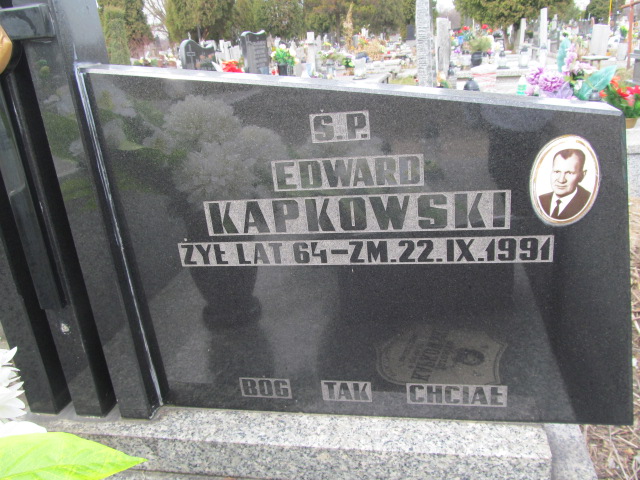 Ś.P.
EDWARD
KAPKOWSKI
ŻYŁ LAT 64-ZM.22.IX.1991
BÓG TAK CHCIAŁ